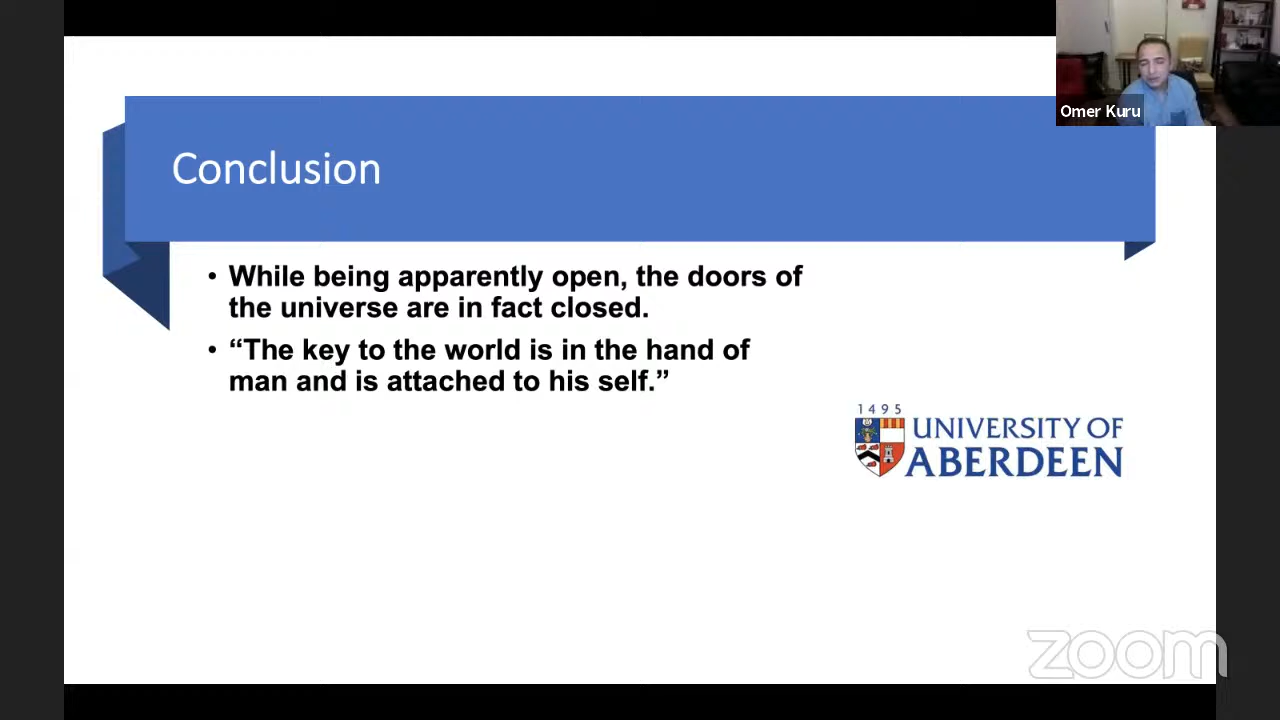 Omer Kuru
Conclusion
• While being apparently open, the doors of
the universe are in fact closed.
• “The key to the world is in the hand of
man and is attached to his self.”
1495
UNIVERSITY OF
ABERDEEN
zoom